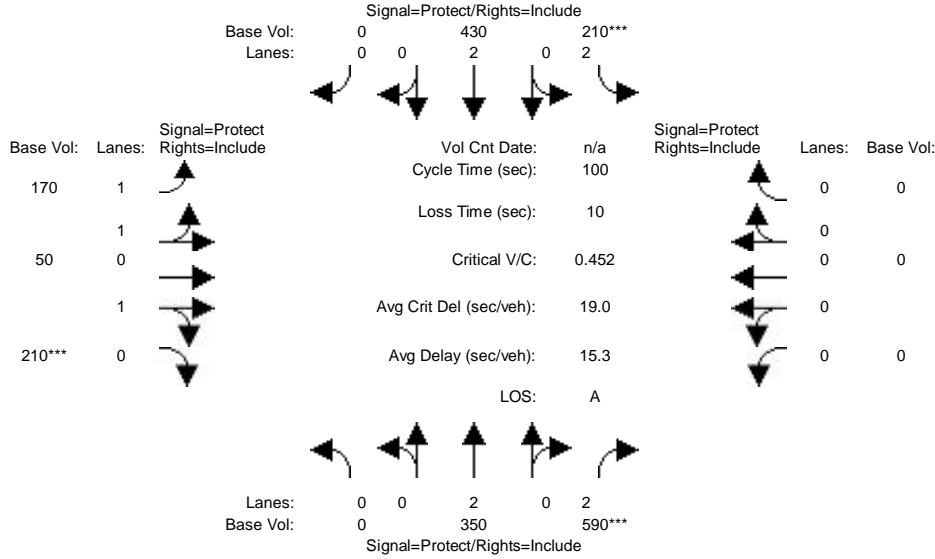 Signal=Protect/Rights=Include
Base Vol: 0 430 210***
Lanes: 0 0 2 0 2
Signal=Protect Signal=Protect
Base Vol: Lanes: Rights=Include Vol Cnt Date: n/a Rights=Include Lanes: Base Vol:
Cycle Time (sec): 100
170 1 0 0
Loss Time (sec): 10
1 0
50 0 Critical V/C: 0.452 0 0
1 Avg Crit Del (sec/veh): 19.0 0
210*** 0 Avg Delay (sec/veh): 15.3 0 0
LOS: A
Lanes: 0 0 2 0 2
Base Vol: 0 350 590***
Signal=Protect/Rights=Include